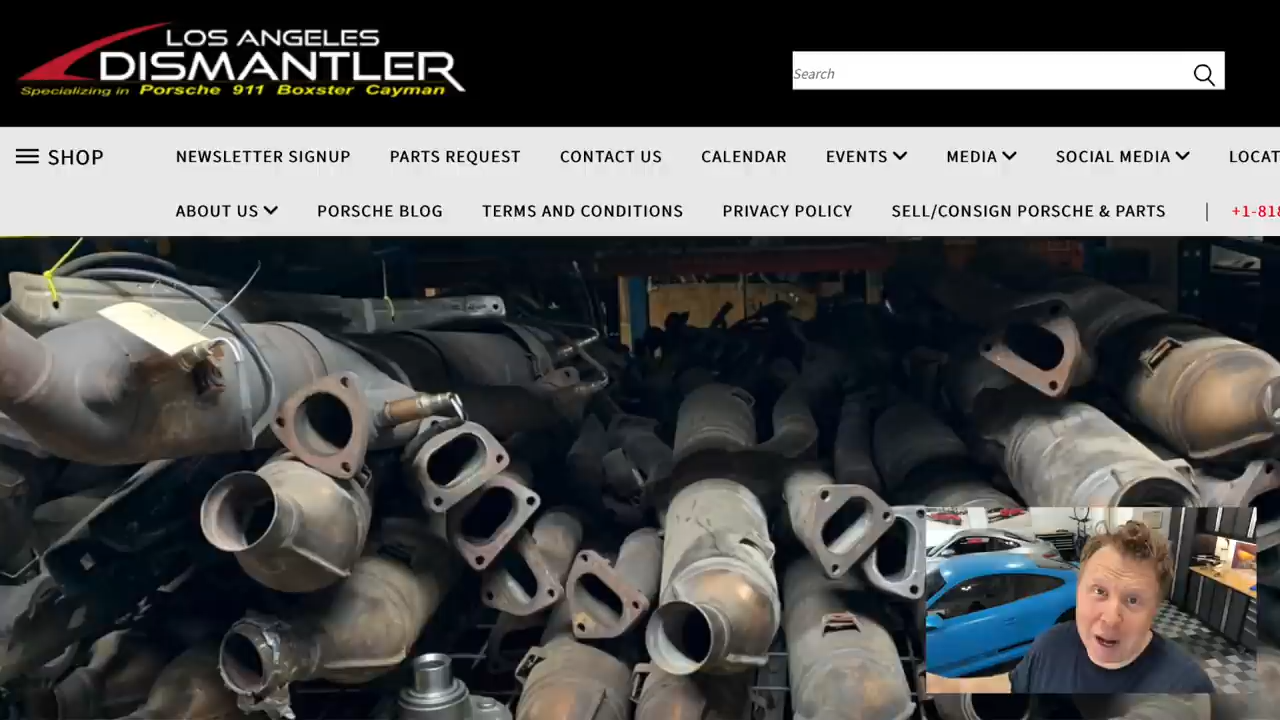 LOS ANGELES
DISMANTLER
Specializing in Porsche 911 Boxster Cayman
Search
SHOP
NEWSLETTER SIGNUP PARTS REQUEST CONTACT US CALENDAR EVENTS MEDIA SOCIAL MEDIA LOCAT
ABOUT US PORSCHE BLOG TERMS AND CONDITIONS PRIVACY POLICY SELL/CONSIGN PORSCHE & PARTS | +1-818